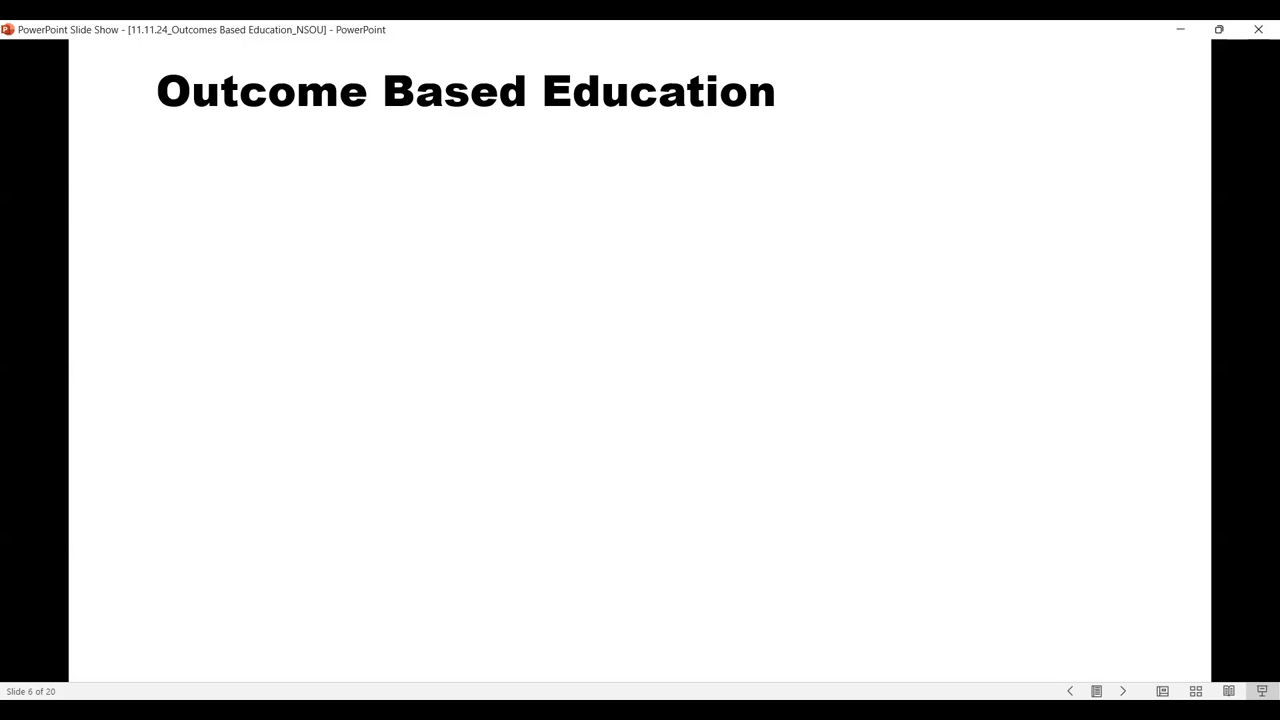 PowerPoint Slide Show - [11.11.24_Outcomes Based Education_NSOU] - PowerPoint
Outcome Based Education
Slide 6 of 20